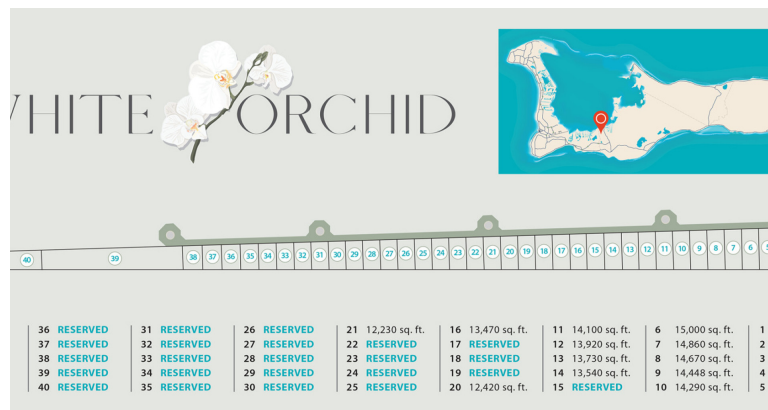 WHITE ORCHID
40 39 38 37 36 35 34 33 32 31 30 29 28 27 26 25 24 23 22 21 20 19 18 17 16 15 14 13 12 11 10 9 8 7 6 5
36 RESERVED 31 RESERVED 26 RESERVED 21 12,230 sq. ft. 16 13,470 sq. ft. 11 14,100 sq. ft. 6 15,000 sq. ft. 1
37 RESERVED 32 RESERVED 27 RESERVED 22 RESERVED 17 RESERVED 12 13,920 sq. ft. 7 14,860 sq. ft. 2
38 RESERVED 33 RESERVED 28 RESERVED 23 RESERVED 18 RESERVED 13 13,730 sq. ft. 8 14,670 sq. ft. 3
39 RESERVED 34 RESERVED 29 RESERVED 24 RESERVED 19 RESERVED 14 13,540 sq. ft. 9 14,448 sq. ft. 4
40 RESERVED 35 RESERVED 30 RESERVED 25 RESERVED 20 12,420 sq. ft. 15 RESERVED 10 14,290 sq. ft. 5